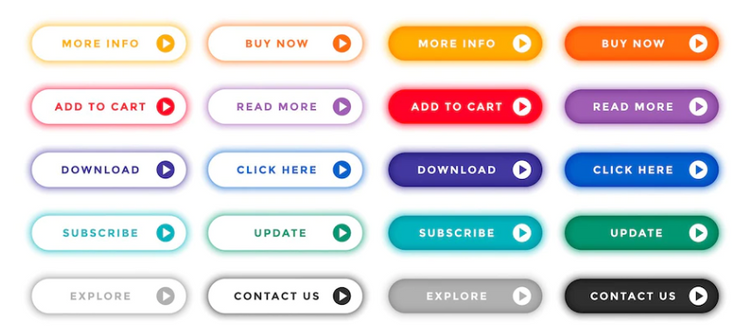 MORE INFO
BUY NOW
MORE INFO
BUY NOW
ADD TO CART
READ MORE
ADD TO CART
READ MORE
DOWNLOAD
CLICK HERE
DOWNLOAD
CLICK HERE
SUBSCRIBE
UPDATE
SUBSCRIBE
UPDATE
EXPLORE
CONTACT US
EXPLORE
CONTACT US